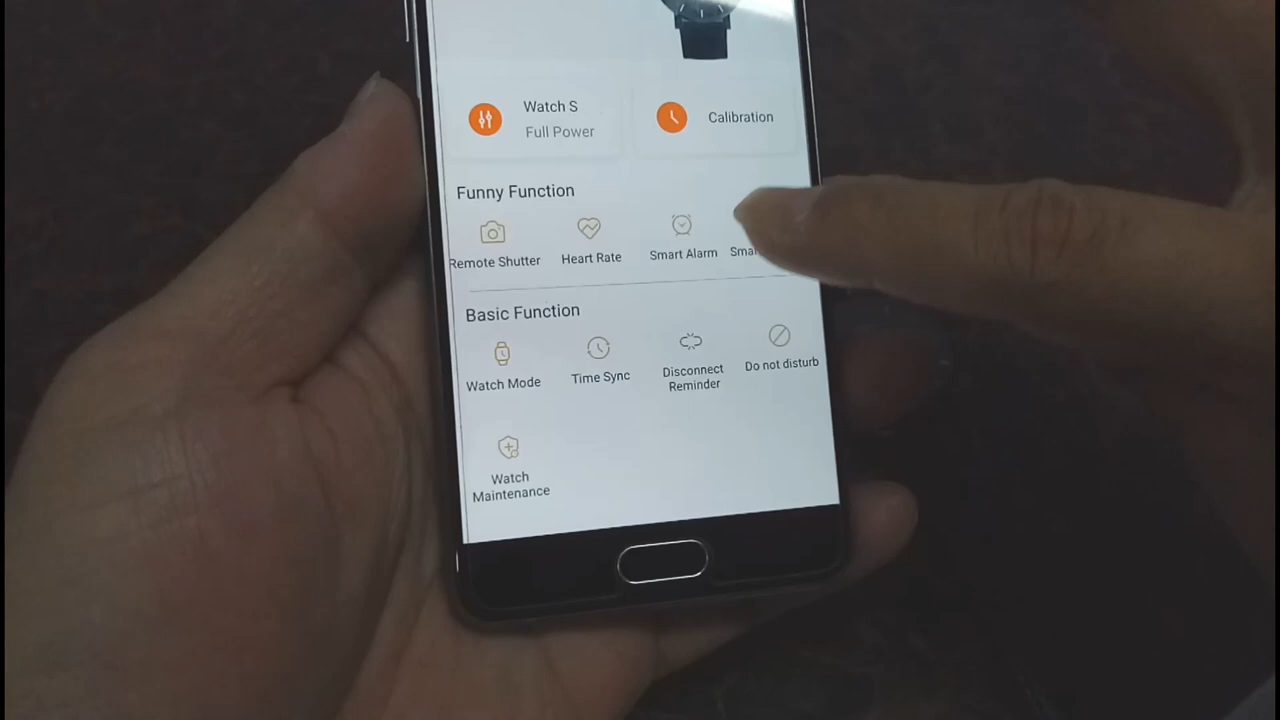 Watch S
Full Power
Calibration
Funny Function
Remote Shutter
Heart Rate
Smart Alarm
Basic Function
Watch Mode
Time Sync
Disconnect
Reminder
Do not disturb
Watch
Maintenance